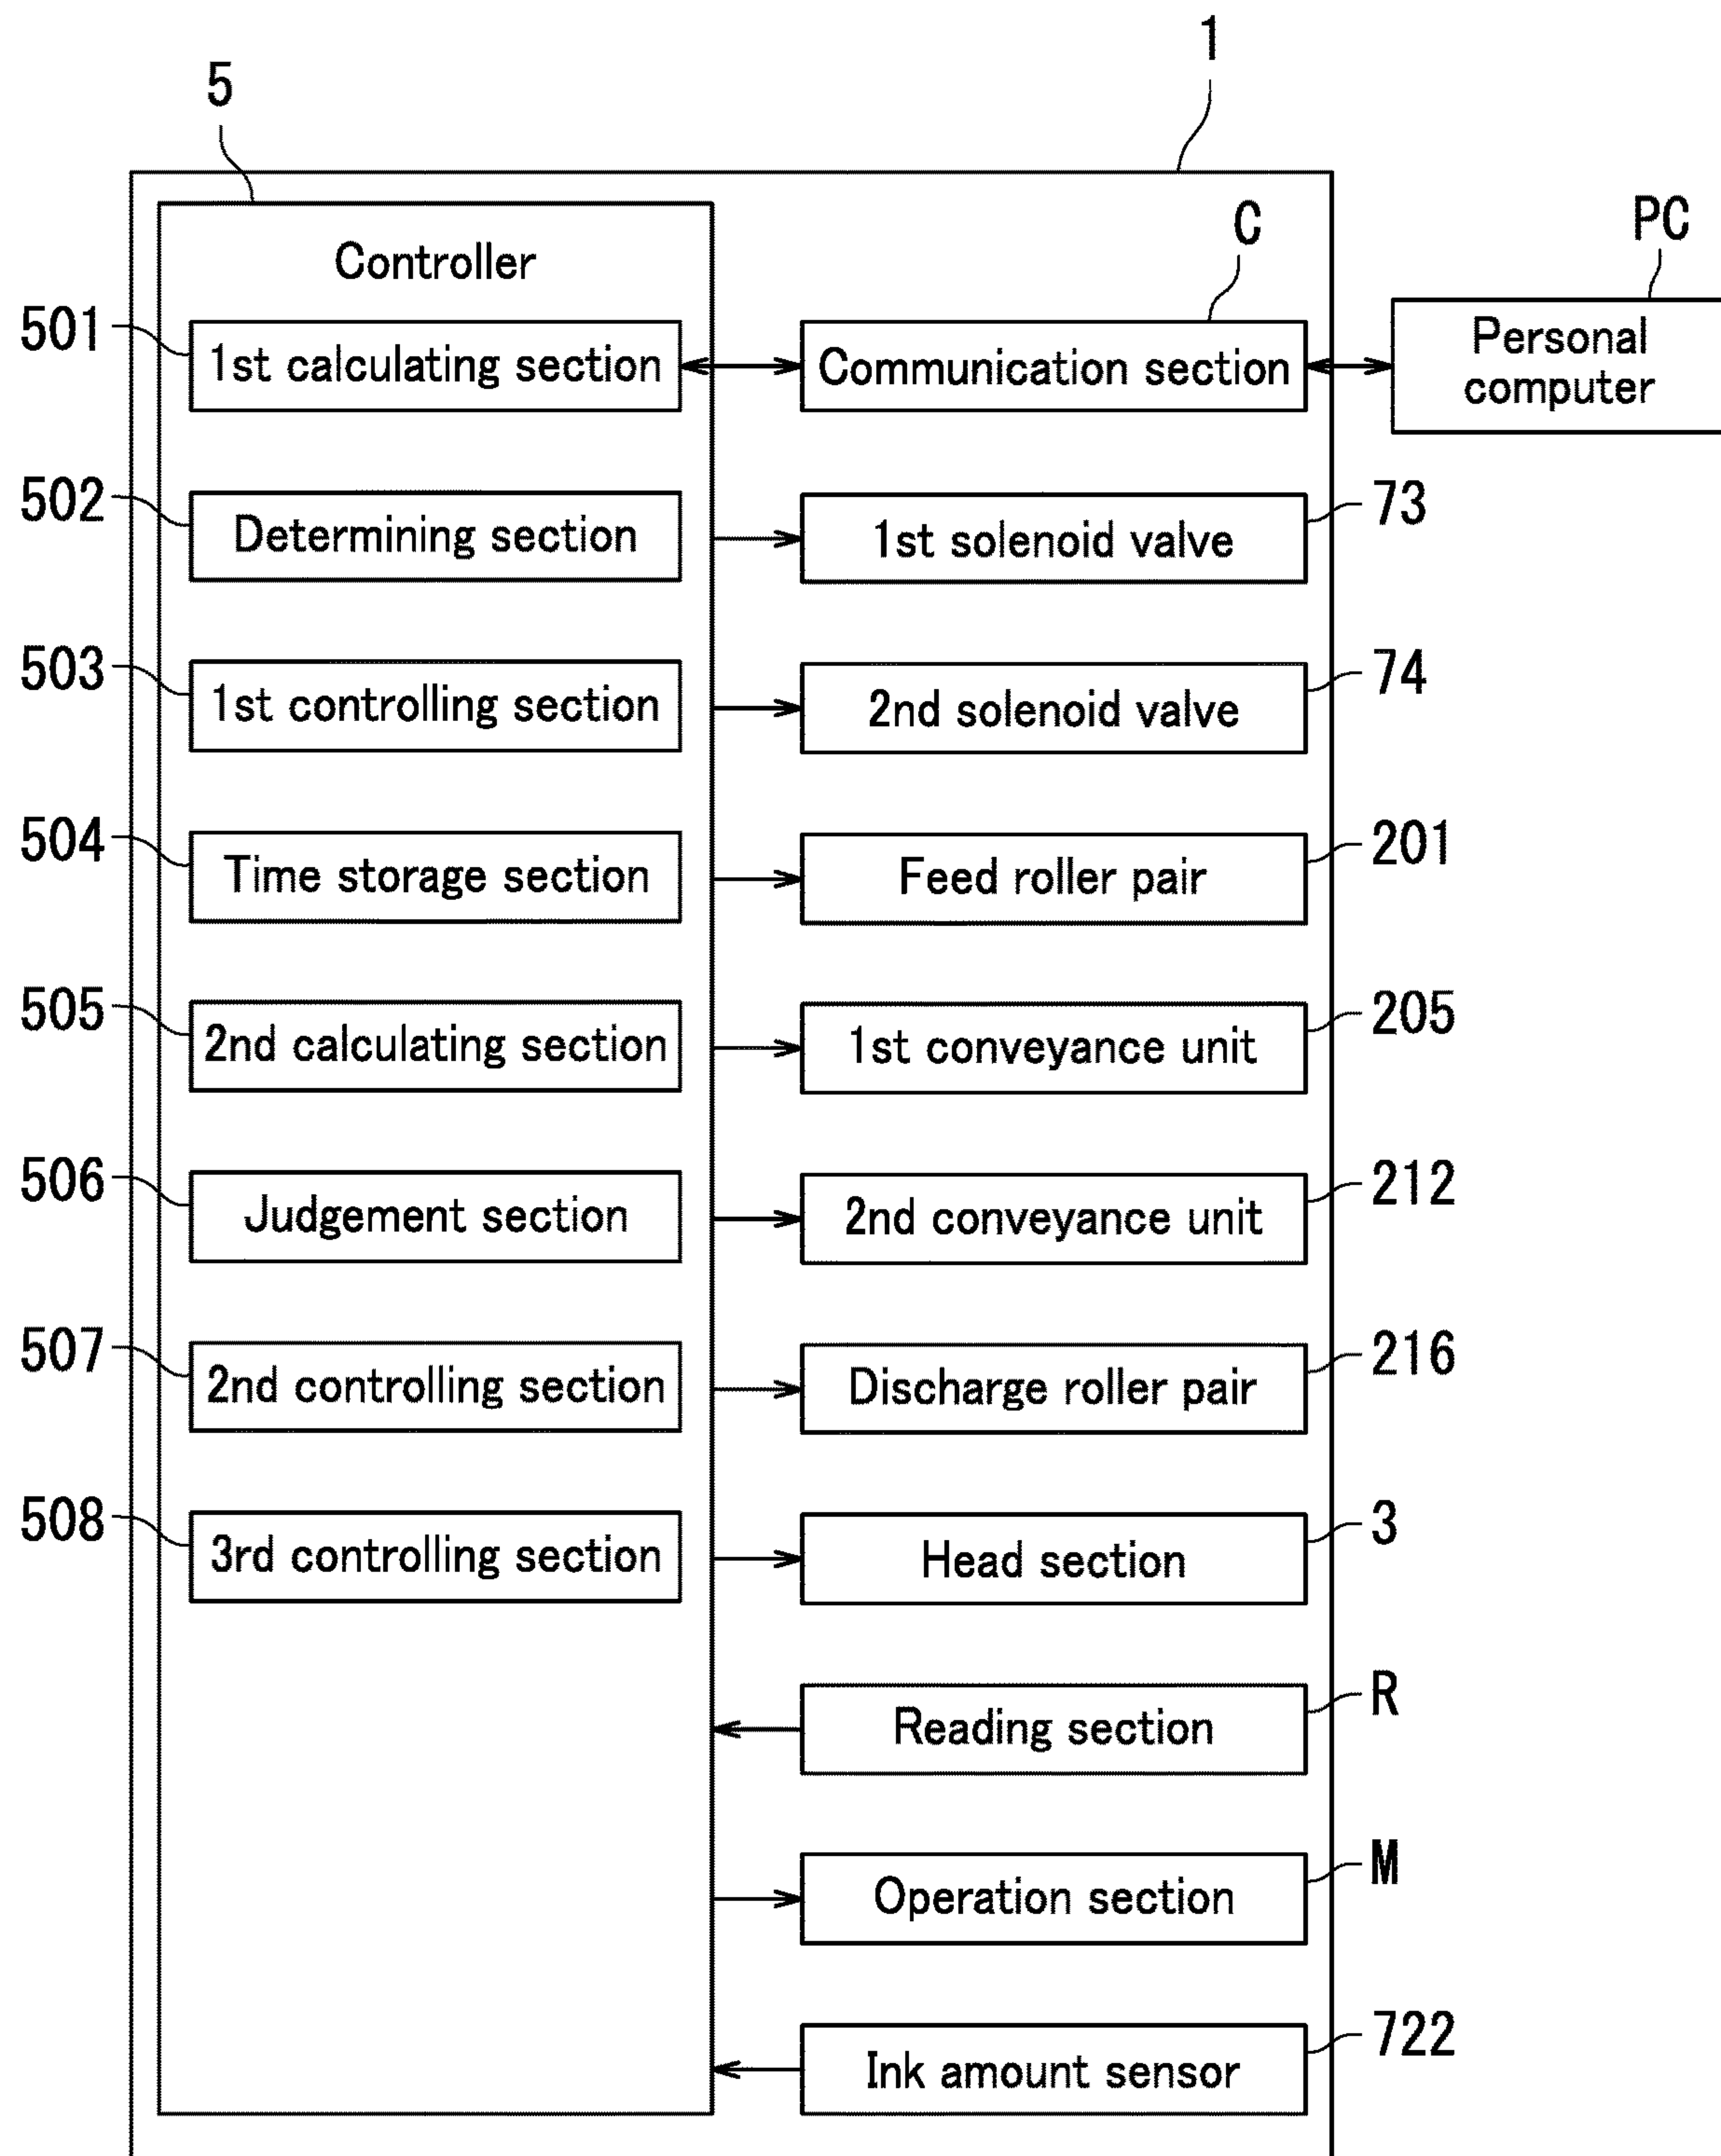 1
5
C
PC
Controller
501
1st calculating section
Communication section
Personal
computer
502
Determining section
1st solenoid valve
73
503
1st controlling section
2nd solenoid valve
74
504
Time storage section
Feed roller pair
201
505
2nd calculating section
1st conveyance unit
205
506
Judgement section
2nd conveyance unit
212
507
2nd controlling section
Discharge roller pair
216
508
3rd controlling section
Head section
3
Reading section
R
Operation section
M
Ink amount sensor
722